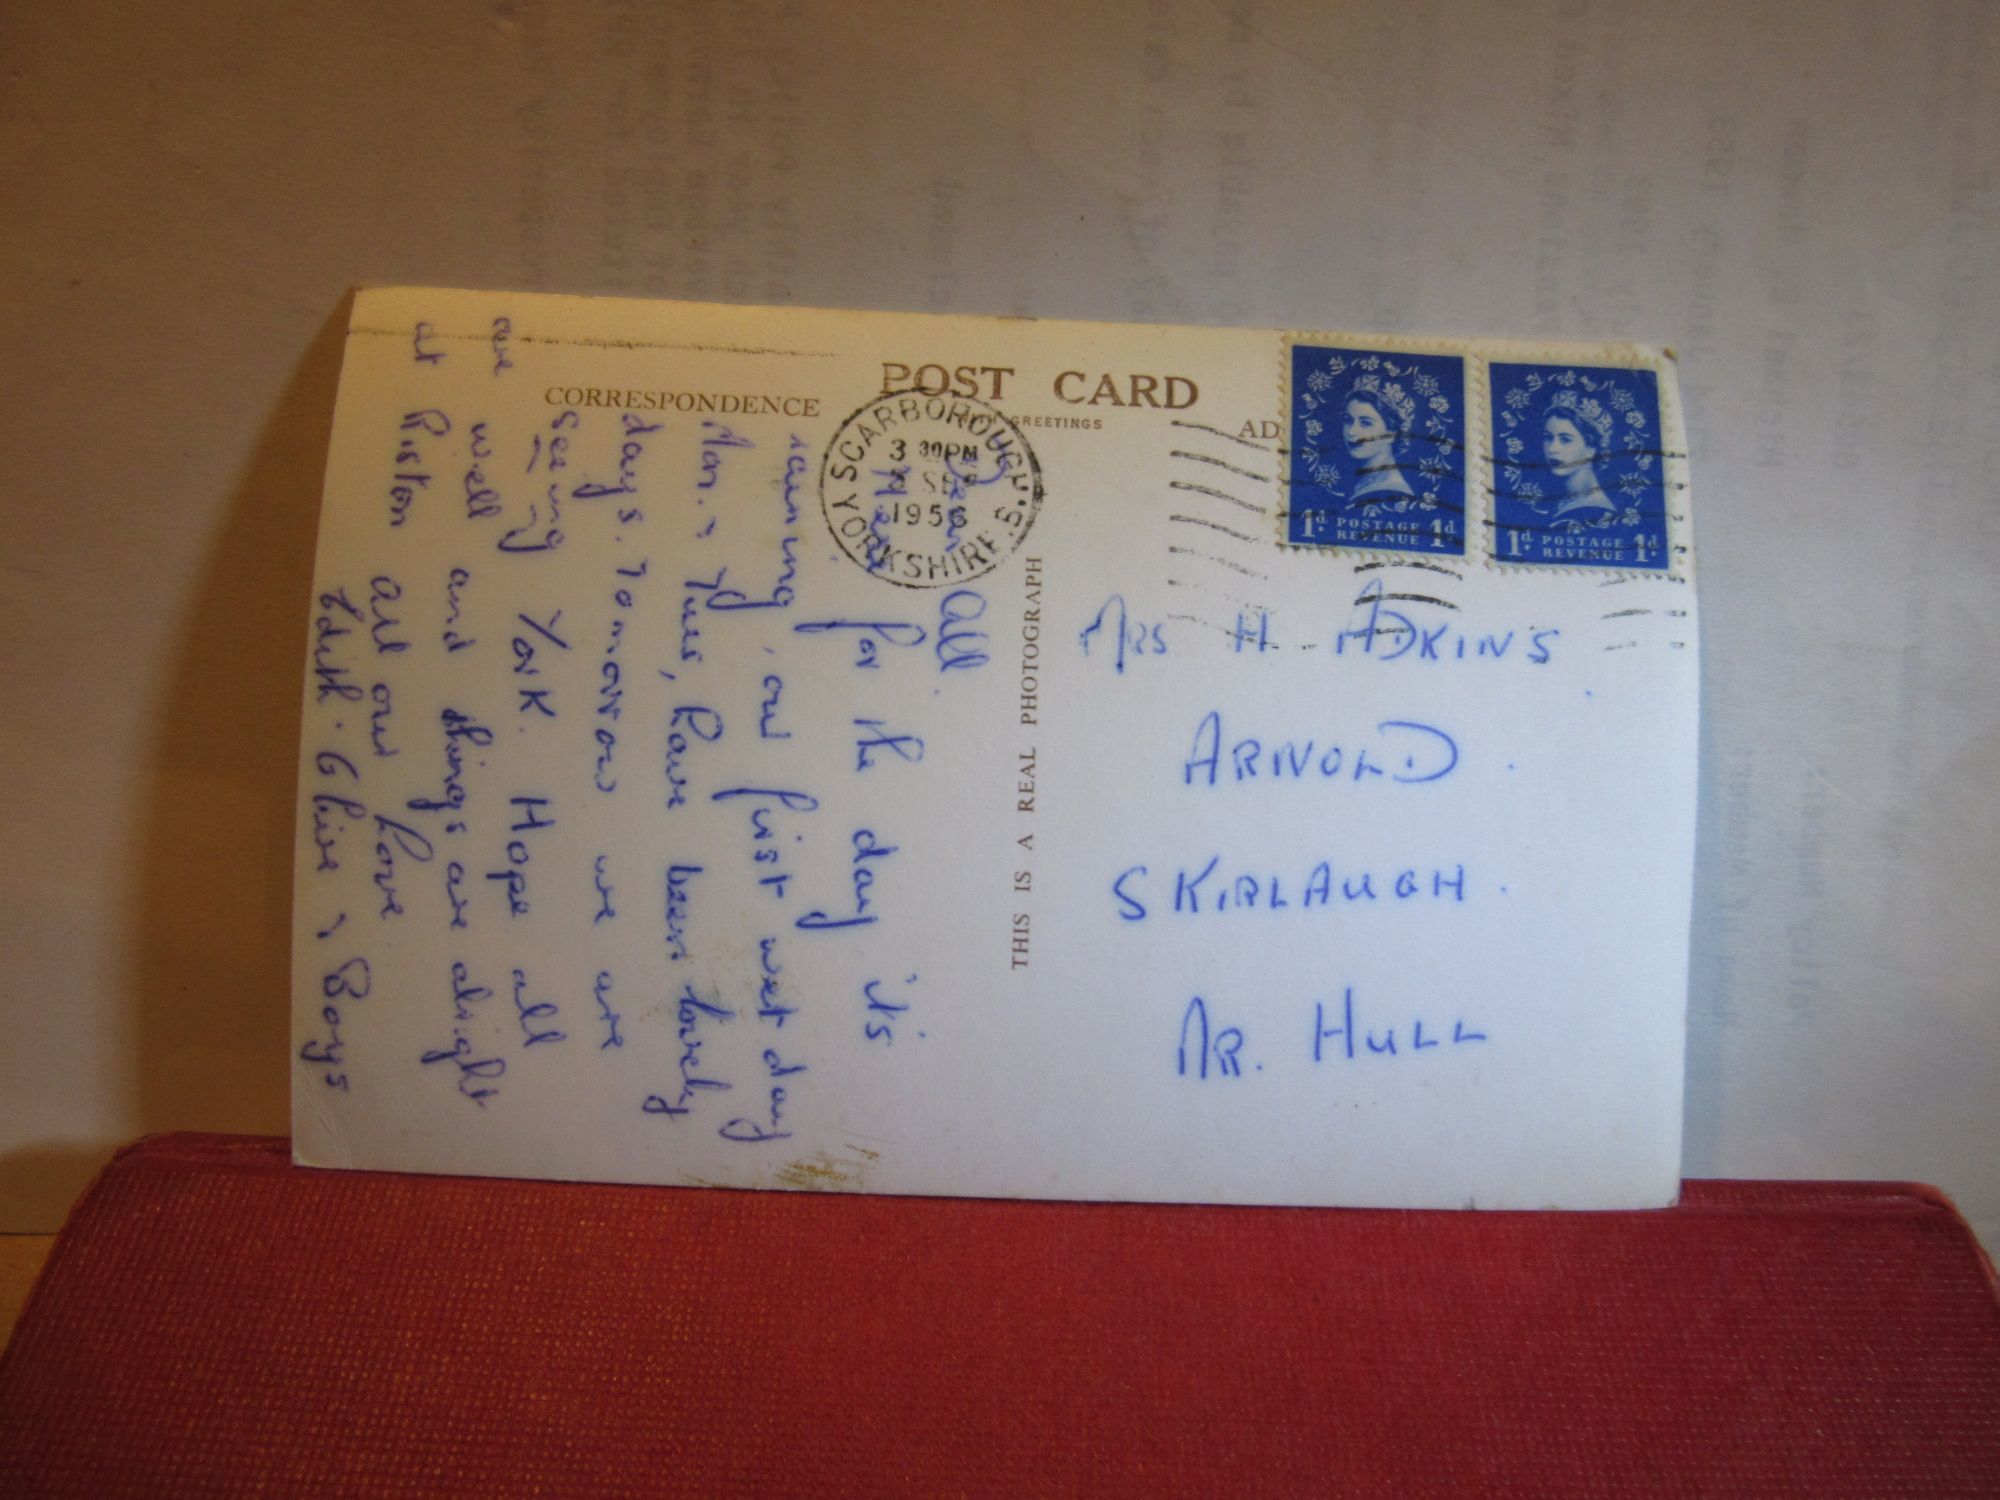 POST CARD
CORRESPONDENCE
GREETINGS
AD
SCARBOROUGH
YORKSHIRE
3 30PM
1956
1d POSTAGE REVENUE 1d
1d POSTAGE REVENUE 1d
THIS IS A REAL PHOTOGRAPH
Dear All.
Here for the day it's
raining, our first wet day
Mon. & Tues, have been lovely
days. Tomorrow we are
seeing York. Hope all
are well and things are alright
at Riston All our love
Edith. Clive & Boys
MRS H. ADKINS
ARNOLD.
SKIRLAUGH.
NR. HULL